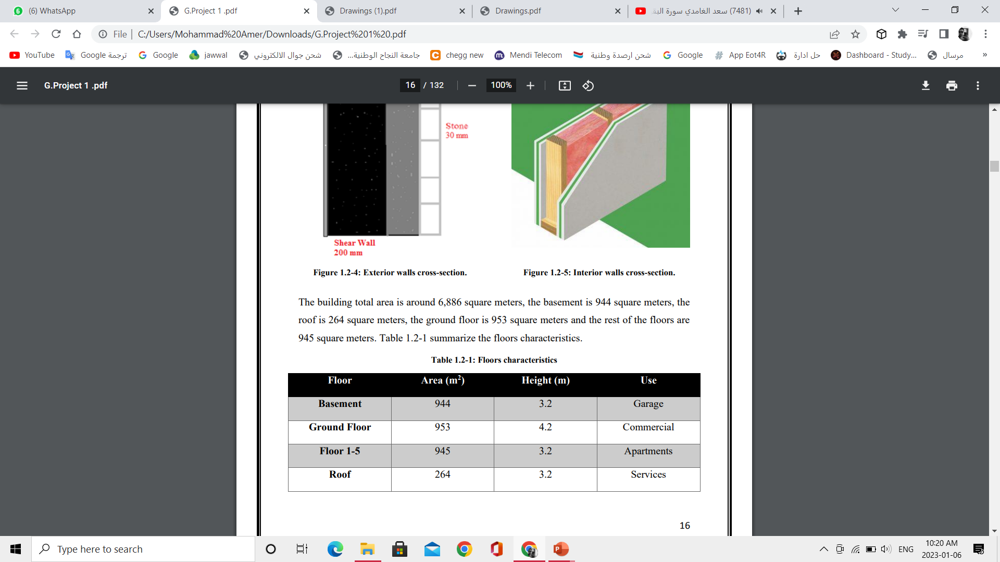 (6) WhatsApp
G.Project 1 .pdf
Drawings (1).pdf
Drawings.pdf
(7481) سعد الغامدي سورة البق
File
C:/Users/Mohammad%20Amer/Downloads/G.Project%201%20.pdf
YouTube
ترجمة Google
Google
jawwal
شحن جوال الالكتروني
جامعة النجاح الوطنية...
chegg new
Mendi Telecom
شحن ارصدة وطنية
Google
App Eot4R
حل ادارة
Dashboard - Study...
مرسال
»
G.Project 1 .pdf
16 / 132
100%
Stone
30 mm
Shear Wall
200 mm
Figure 1.2-4: Exterior walls cross-section.
Figure 1.2-5: Interior walls cross-section.
The building total area is around 6,886 square meters, the basement is 944 square meters, the
roof is 264 square meters, the ground floor is 953 square meters and the rest of the floors are
945 square meters. Table 1.2-1 summarize the floors characteristics.
Table 1.2-1: Floors characteristics
Floor Area (m²) Height (m) Use
Basement 944 3.2 Garage
Ground Floor 953 4.2 Commercial
Floor 1-5 945 3.2 Apartments
Roof 264 3.2 Services
16
Type here to search
ENG
10:20 AM
2023-01-06